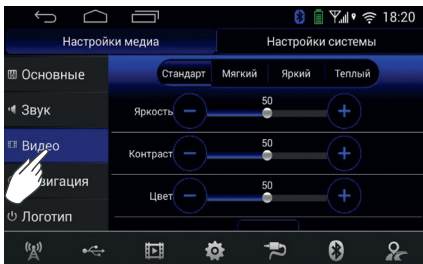 18:20
Настройки медиа Настройки системы
Основные
Стандарт Мягкий Яркий Теплый
Звук
Яркость 50
Видео
Контраст 50
вигация
Цвет 50
Логотип